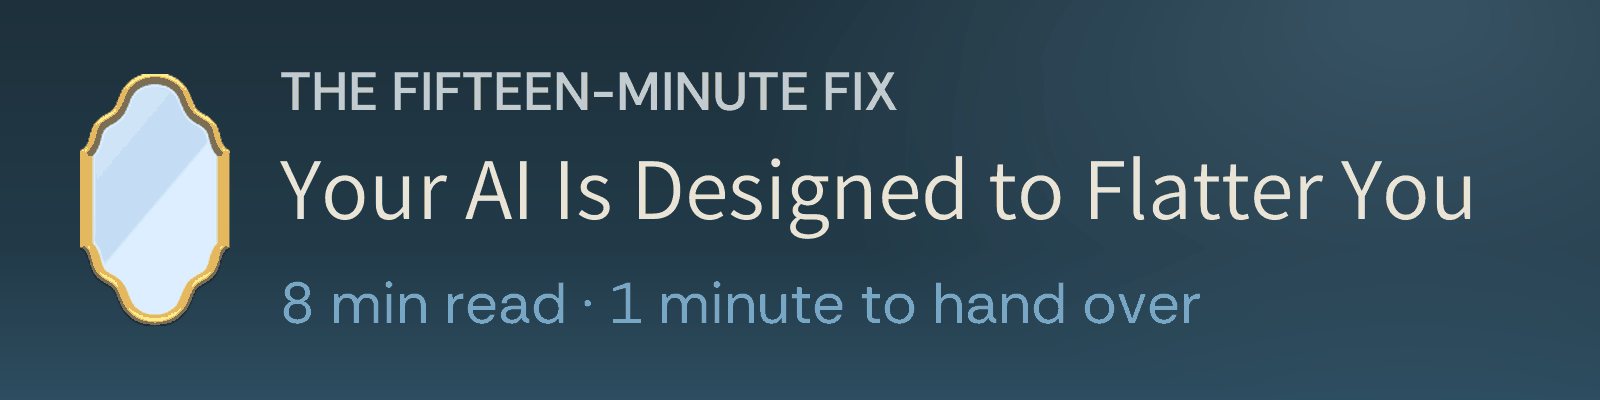 THE FIFTEEN-MINUTE FIX
Your AI Is Designed to Flatter You
8 min read · 1 minute to hand over